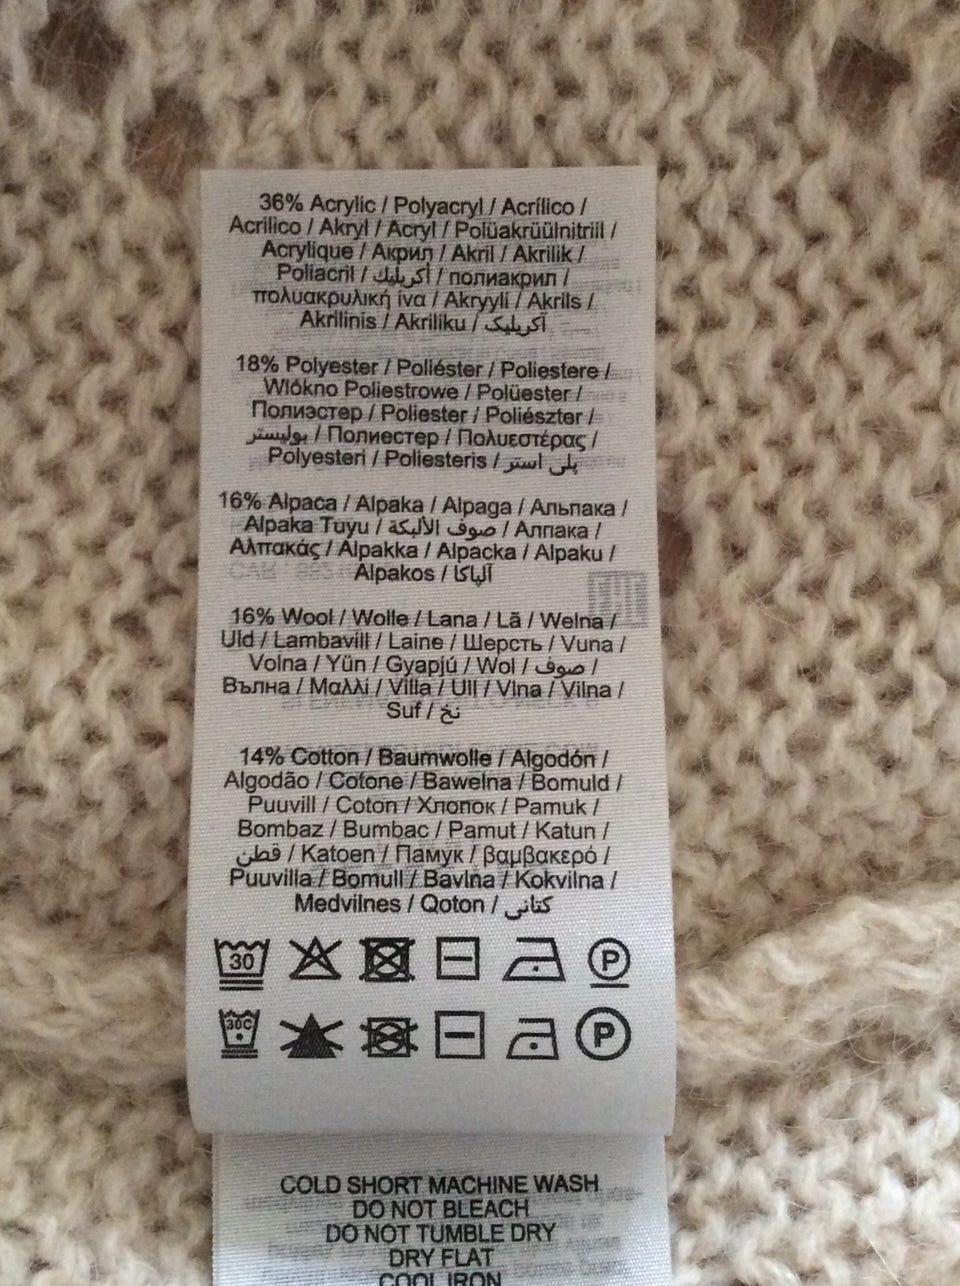 36% Acrylic / Polyacryl / Acrílico /
Acrilico / Akryl / Acryl / Polüakrüülnitriil /
Acrylique / Акрил / Akril / Akrilik /
Poliacril / أكريليك / полиакрил /
πολυακρυλική ίνα / Akryyli / Akrils /
Akrilinis / Akriliku / آکریلیک
18% Polyester / Poliéster / Poliestere /
Wlókno Poliestrowe / Polüester /
Полиэстер / Poliester / Poliészter /
بوليستر / Полиестер / Πολυεστέρας /
Polyesteri / Poliesteris / پلی استر
16% Alpaca / Alpaka / Alpaga / Альпака /
Alpaka Tuyu / صوف الألبكة / Алпака /
Αλπακάς / Alpakka / Alpacka / Alpaku /
Alpakos / آلپاکا
16% Wool / Wolle / Lana / Lã / Welna /
Uld / Lambavill / Laine / Шерсть / Vuna /
Volna / Yün / Gyapjú / Wol / صوف /
Вълна / Μαλλί / Villa / Ull / Vlna / Vilna /
Suf / نخ
14% Cotton / Baumwolle / Algodón /
Algodão / Cotone / Bawelna / Bomuld /
Puuvill / Coton / Хлопок / Pamuk /
Bombaz / Bumbac / Pamut / Katun /
قطن / Katoen / Памук / βαμβακερό /
Puuvilla / Bomull / Bavlna / Kokvilna /
Medvilnes / Qoton / کتانی
30 P
30C P
COLD SHORT MACHINE WASH
DO NOT BLEACH
DO NOT TUMBLE DRY
DRY FLAT
COOL IRON